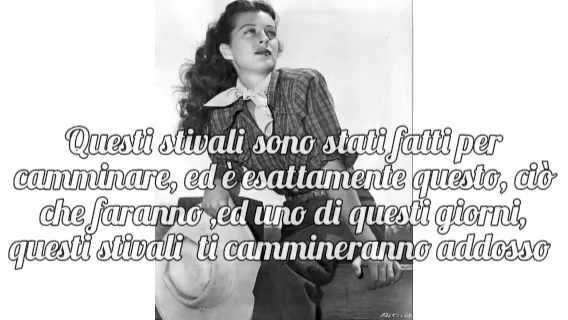 Questi stivali sono stati fatti per
camminare, ed è esattamente questo, ciò
che faranno ,ed uno di questi giorni,
questi stivali ti cammineranno addosso